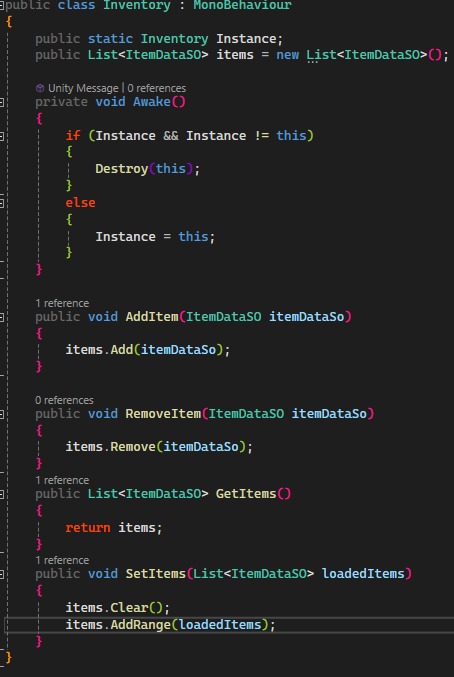 public class Inventory : MonoBehaviour
{
public static Inventory Instance;
public List<ItemDataSO> items = new List<ItemDataSO>();
Unity Message | 0 references
private void Awake()
{
if (Instance && Instance != this)
{
Destroy(this);
}
else
{
Instance = this;
}
}
1 reference
public void AddItem(ItemDataSO itemDataSo)
{
items.Add(itemDataSo);
}
0 references
public void RemoveItem(ItemDataSO itemDataSo)
{
items.Remove(itemDataSo);
}
1 reference
public List<ItemDataSO> GetItems()
{
return items;
}
1 reference
public void SetItems(List<ItemDataSO> loadedItems)
{
items.Clear();
items.AddRange(loadedItems);
}
}